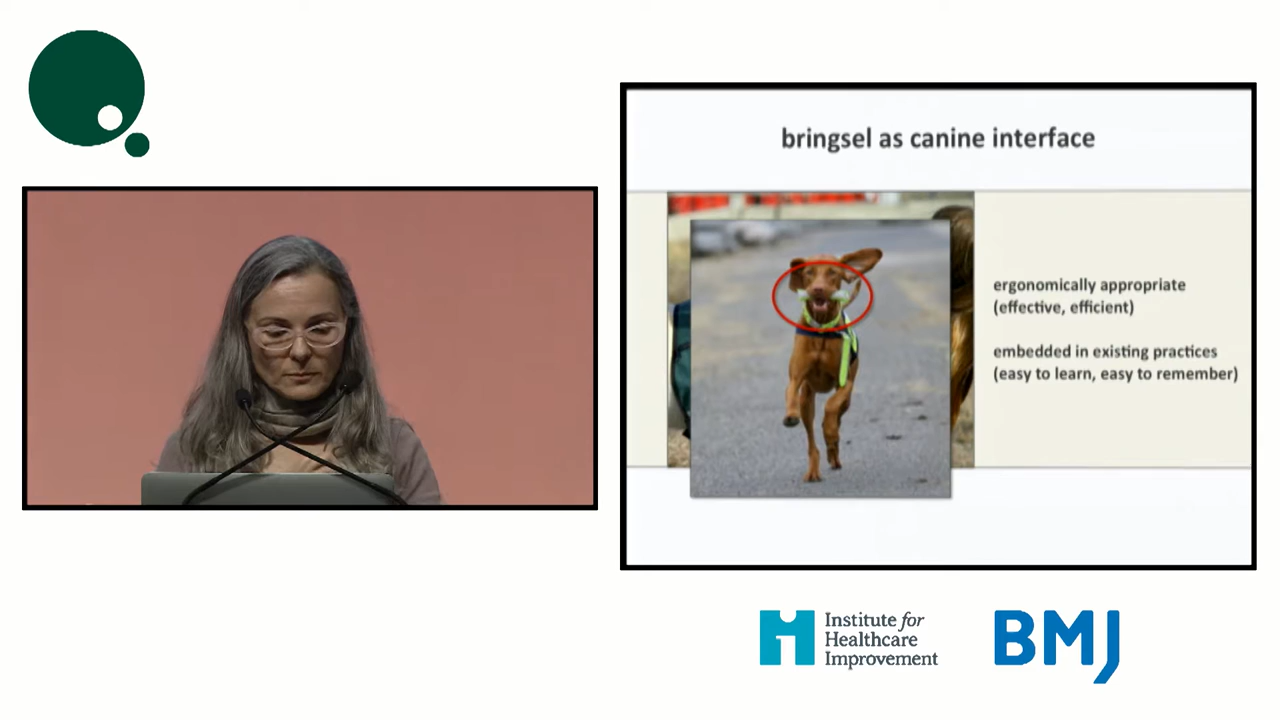 bringsel as canine interface
ergonomically appropriate
(effective, efficient)
embedded in existing practices
(easy to learn, easy to remember)
Institute for
Healthcare
Improvement
BMJ